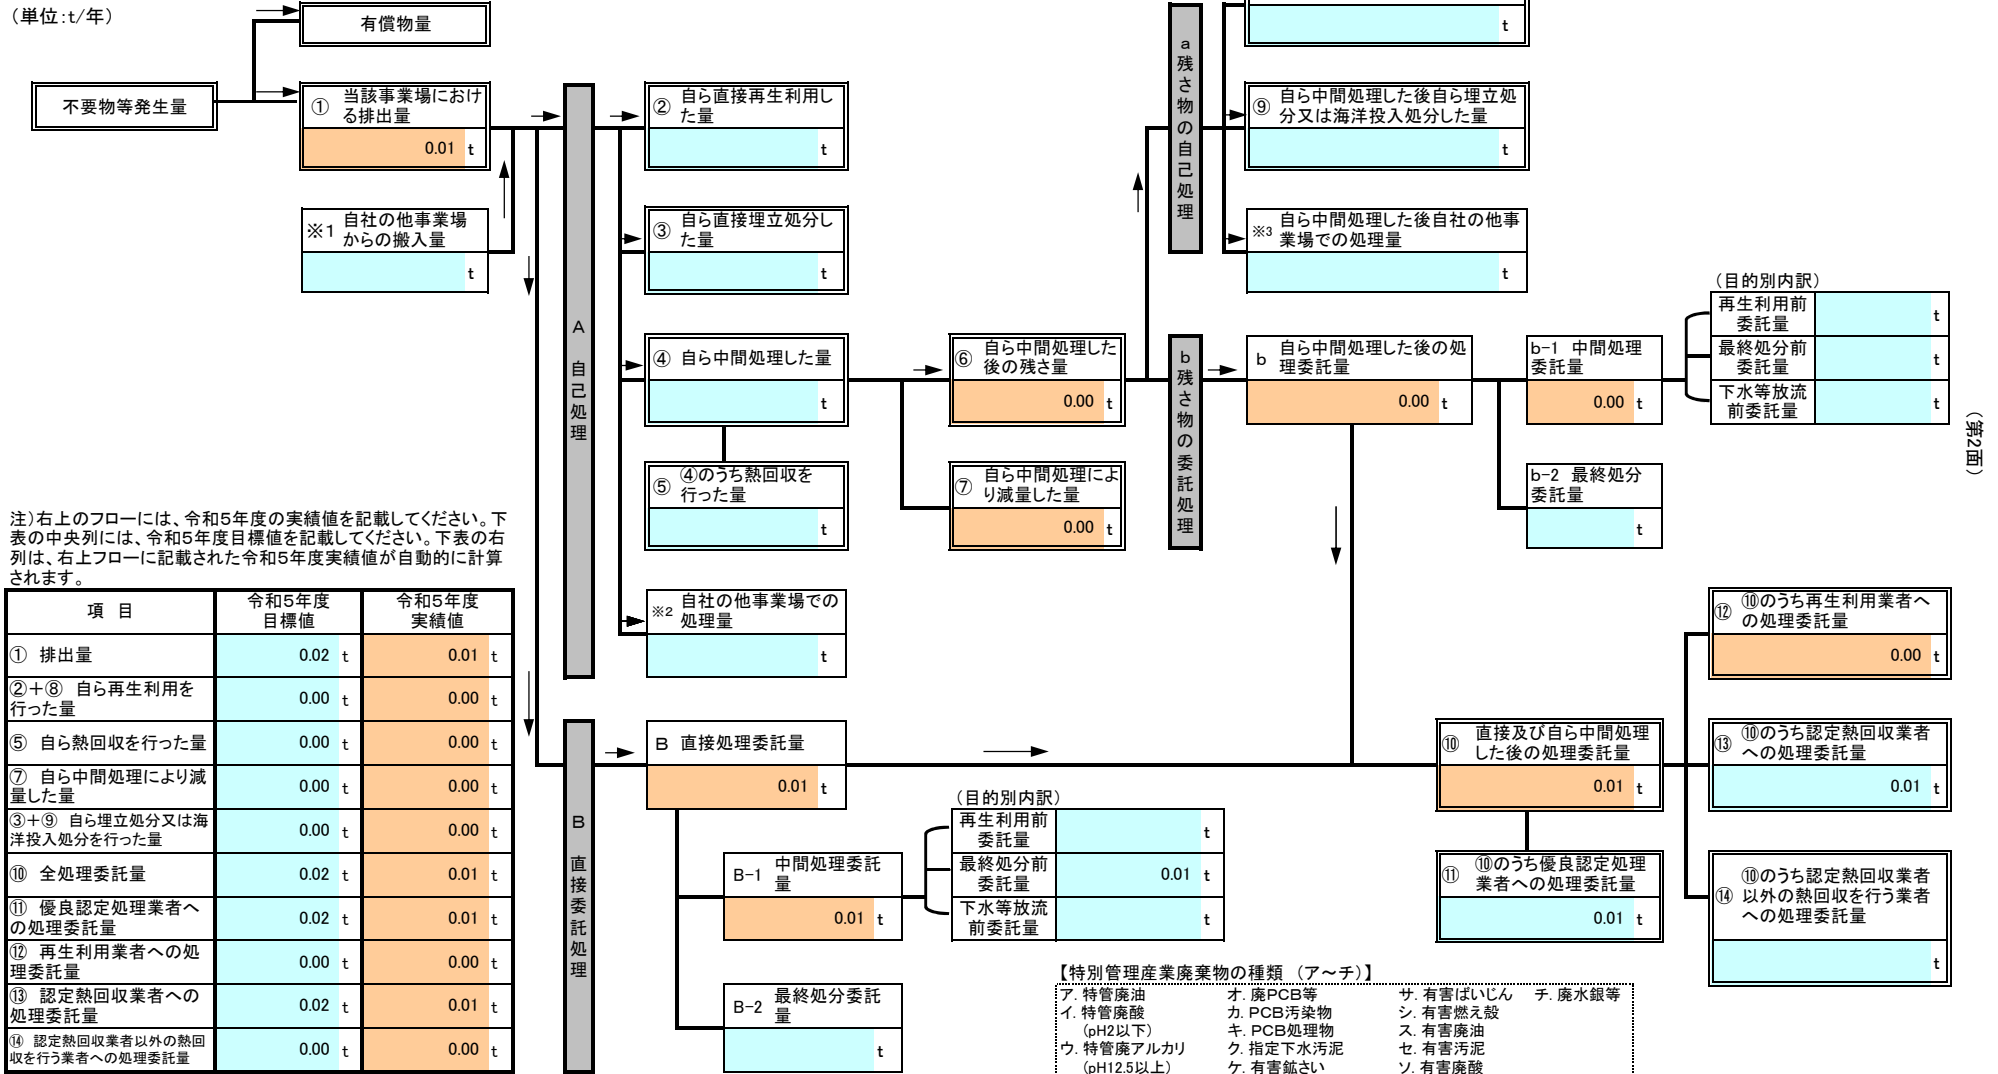 (単位:t/年)
有償物量
不要物等発生量
① 当該事業場におけ
る排出量
0.01 t
※1 自社の他事業場
からの搬入量
t
A 自己処理
② 自ら直接再生利用し
た量
t
③ 自ら直接埋立処分し
た量
t
④ 自ら中間処理した量
t
⑤ ④のうち熱回収を
行った量
t
※2 自社の他事業場での
処理量
t
⑥ 自ら中間処理した
後の残さ量
0.00 t
⑦ 自ら中間処理によ
り減量した量
0.00 t
a 残さ物の自己処理
t
⑨ 自ら中間処理した後自ら埋立処
分又は海洋投入処分した量
t
※3 自ら中間処理した後自社の他事
業場での処理量
t
b 残さ物の委託処理
b 自ら中間処理した後の処
理委託量
0.00 t
b-1 中間処理
委託量
0.00 t
b-2 最終処分
委託量
t
(目的別内訳)
再生利用前
委託量 t
最終処分前
委託量 t
下水等放流
前委託量 t
(第2面)
注)右上のフローには、令和5年度の実績値を記載してください。下
表の中央列には、令和5年度目標値を記載してください。下表の右
列は、右上フローに記載された令和5年度実績値が自動的に計算
されます。
項 目 令和5年度 目標値 令和5年度 実績値
① 排出量 0.02 t 0.01 t
②+⑧ 自ら再生利用を
行った量 0.00 t 0.00 t
⑤ 自ら熱回収を行った量 0.00 t 0.00 t
⑦ 自ら中間処理により減
量した量 0.00 t 0.00 t
③+⑨ 自ら埋立処分又は海
洋投入処分を行った量 0.00 t 0.00 t
⑩ 全処理委託量 0.02 t 0.01 t
⑪ 優良認定処理業者へ
の処理委託量 0.02 t 0.01 t
⑫ 再生利用業者への処
理委託量 0.00 t 0.00 t
⑬ 認定熱回収業者への
処理委託量 0.02 t 0.01 t
⑭ 認定熱回収業者以外の熱回
収を行う業者への処理委託量 0.00 t 0.00 t
B 直接委託処理
B 直接処理委託量
0.01 t
B-1 中間処理委託
量
0.01 t
B-2 最終処分委託
量
t
(目的別内訳)
再生利用前
委託量 t
最終処分前
委託量 0.01 t
下水等放流
前委託量 t
⑩ 直接及び自ら中間処理
した後の処理委託量
0.01 t
⑪ ⑩のうち優良認定処理
業者への処理委託量
0.01 t
⑫ ⑩のうち再生利用業者へ
の処理委託量
0.00 t
⑬ ⑩のうち認定熱回収業者
への処理委託量
0.01 t
⑭ ⑩のうち認定熱回収業者
以外の熱回収を行う業者
への処理委託量
t
【特別管理産業廃棄物の種類 (ア~チ)】
ア. 特管廃油 オ. 廃PCB等 サ. 有害ばいじん チ. 廃水銀等
イ. 特管廃酸 カ. PCB汚染物 シ. 有害燃え殻
(pH2以下) キ. PCB処理物 ス. 有害廃油
ウ. 特管廃アルカリ ク. 指定下水汚泥 セ. 有害汚泥
(pH12.5以上) ケ. 有害鉱さい ソ. 有害廃酸